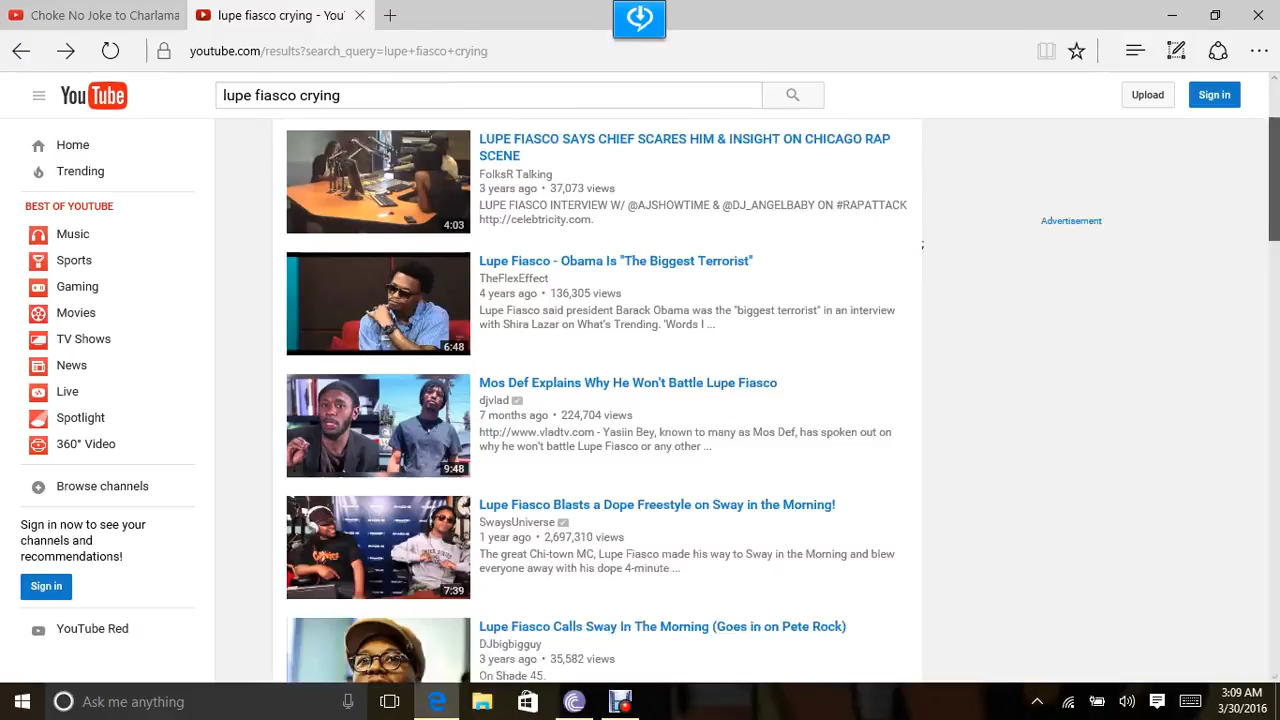 Choke No Joke to Charlama
lupe fiasco crying - You
youtube.com/results?search_query=lupe+fiasco+crying
YouTube
lupe fiasco crying
Upload
Sign in
Home
Trending
BEST OF YOUTUBE
Music
Sports
Gaming
Movies
TV Shows
News
Live
Spotlight
360° Video
Browse channels
Sign in now to see your
channels and
recommendations!
Sign in
YouTube Red
LUPE FIASCO SAYS CHIEF SCARES HIM & INSIGHT ON CHICAGO RAP
SCENE
FolksR Talking
3 years ago • 37,073 views
LUPE FIASCO INTERVIEW W/ @AJSHOWTIME & @DJ_ANGELBABY ON #RAPATTACK
http://celebtricity.com.
4:03
Lupe Fiasco - Obama Is "The Biggest Terrorist"
TheFlexEffect
4 years ago • 136,305 views
Lupe Fiasco said president Barack Obama was the "biggest terrorist" in an interview
with Shira Lazar on What's Trending. 'Words I ...
6:48
Mos Def Explains Why He Won't Battle Lupe Fiasco
djvlad
7 months ago • 224,704 views
http://www.vladtv.com - Yasiin Bey, known to many as Mos Def, has spoken out on
why he won't battle Lupe Fiasco or any other ...
9:48
Lupe Fiasco Blasts a Dope Freestyle on Sway in the Morning!
SwaysUniverse
1 year ago • 2,697,310 views
The great Chi-town MC, Lupe Fiasco made his way to Sway in the Morning and blew
everyone away with his dope 4-minute ...
7:39
Lupe Fiasco Calls Sway In The Morning (Goes in on Pete Rock)
DJbigbigguy
3 years ago • 35,582 views
On Shade 45.
Advertisement
;
Ask me anything
3:09 AM
3/30/2016